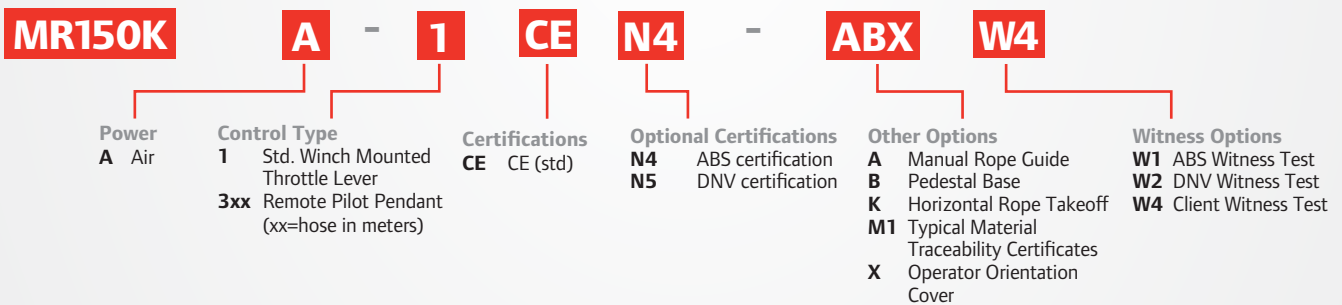 MR150K A - 1 CE N4 - ABX W4
Power
A Air
Control Type
1 Std. Winch Mounted
Throttle Lever
3xx Remote Pilot Pendant
(xx=hose in meters)
Certifications
CE CE (std)
Optional Certifications
N4 ABS certification
N5 DNV certification
Other Options
A Manual Rope Guide
B Pedestal Base
K Horizontal Rope Takeoff
M1 Typical Material
Traceability Certificates
X Operator Orientation
Cover
Witness Options
W1 ABS Witness Test
W2 DNV Witness Test
W4 Client Witness Test